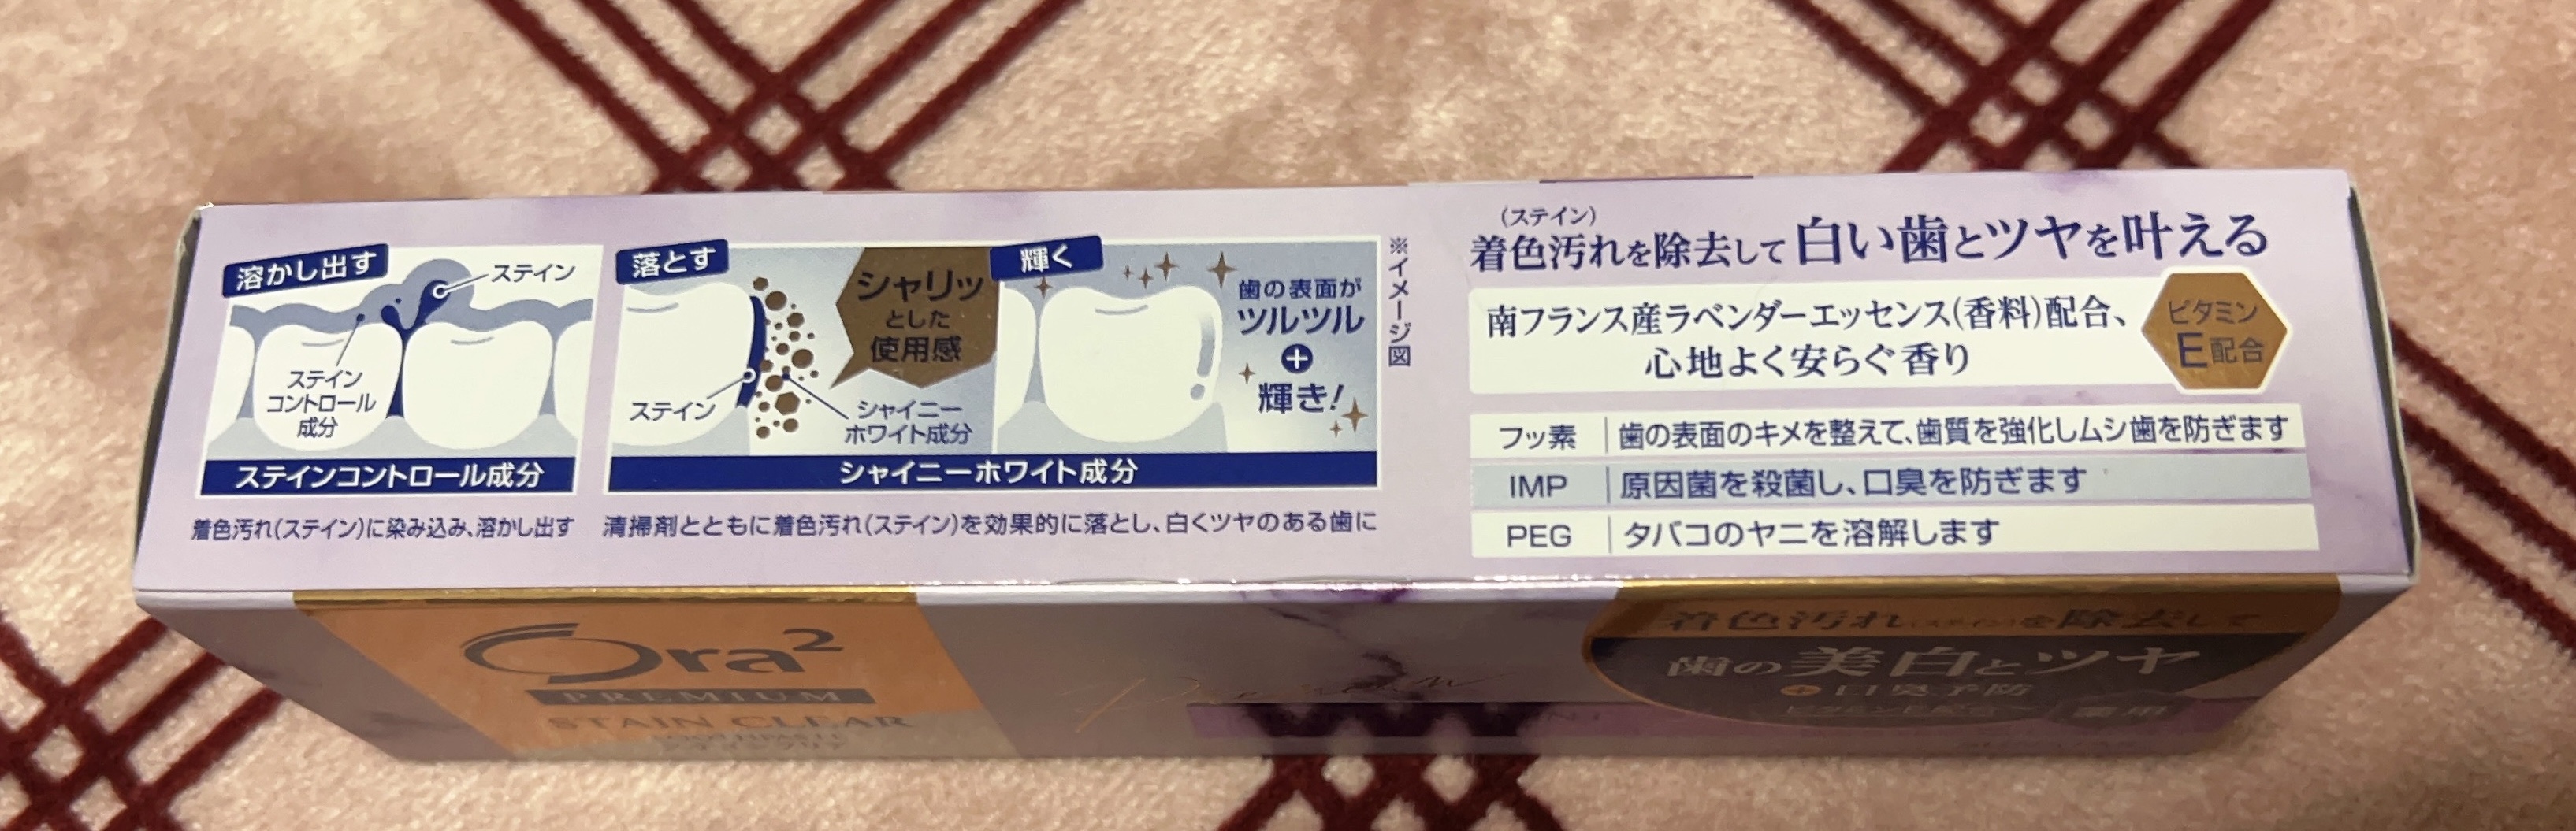 溶かし出す
ステイン
ステイン
コントロール
成分
ステインコントロール成分
着色汚れ(ステイン)に染み込み、溶かし出す
落とす
シャリッ
とした
使用感
ステイン
シャイニー
ホワイト成分
輝く
歯の表面が
ツルツル
+
輝き!
シャイニーホワイト成分
清掃剤とともに着色汚れ(ステイン)を効果的に落とし、白くツヤのある歯に
※イメージ図
(ステイン)
着色汚れを除去して白い歯とツヤを叶える
南フランス産ラベンダーエッセンス(香料)配合、
心地よく安らぐ香り
ビタミン
E配合
フッ素 歯の表面のキメを整えて、歯質を強化しムシ歯を防ぎます
IMP 原因菌を殺菌し、口臭を防ぎます
PEG タバコのヤニを溶解します
Ora2
PREMIUM
STAIN CLEAR
Premium
着色汚れ(ステイン)を除去して
歯の美白とツヤ
+口臭予防
薬用